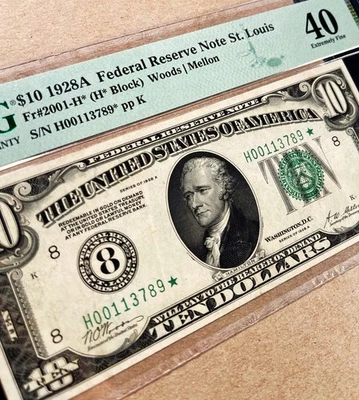 G
$10 1928A Federal Reserve Note St. Louis
40
Fr#2001-H* (H* Block) Woods | Mellon
Extremely Fine
S/N H00113789* pp K
FEDERAL RESERVE NOTE
10
THE UNITED STATES OF AMERICA
SERIES OF 1928 A
H00113789 ★
REDEEMABLE IN GOLD ON DEMAND
AT THE UNITED STATES TREASURY
OR IN GOLD OR LAWFUL MONEY
AT ANY FEDERAL RESERVE BANK
8
K
8
WASHINGTON, D.C.
8
H00113789 ★
8
WILL PAY TO THE BEARER ON DEMAND
TEN DOLLARS
10